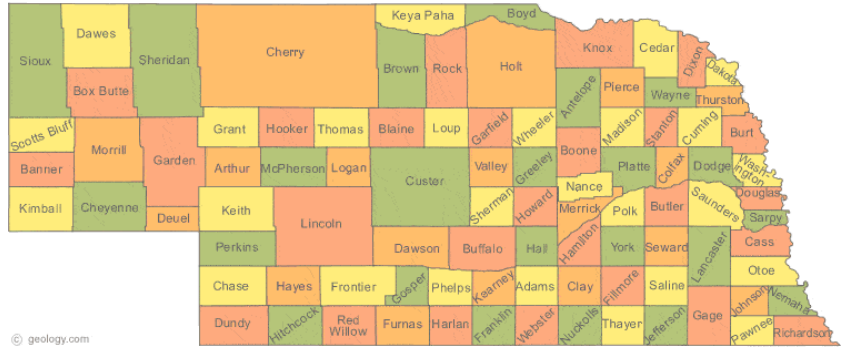 Keya Paha
Boyd
Dawes
Sioux
Sheridan
Cherry
Brown
Rock
Holt
Knox
Cedar
Dixon
Dakota
Box Butte
Antelope
Pierce
Wayne
Thurston
Scotts Bluff
Morrill
Garden
Grant
Hooker
Thomas
Blaine
Loup
Garfield
Wheeler
Madison
Stanton
Cuming
Burt
Banner
Arthur
McPherson
Logan
Custer
Valley
Greeley
Boone
Platte
Colfax
Dodge
Wash-
ington
Kimball
Cheyenne
Deuel
Keith
Lincoln
Sherman
Howard
Nance
Merrick
Polk
Butler
Saunders
Douglas
Sarpy
Perkins
Dawson
Buffalo
Hall
Hamilton
York
Seward
Lancaster
Cass
Otoe
Chase
Hayes
Frontier
Gosper
Phelps
Kearney
Adams
Clay
Fillmore
Saline
Dundy
Hitchcock
Red
Willow
Furnas
Harlan
Franklin
Webster
Nuckolls
Thayer
Jefferson
Gage
Johnson
Nemaha
Pawnee
Richardson
© geology.com